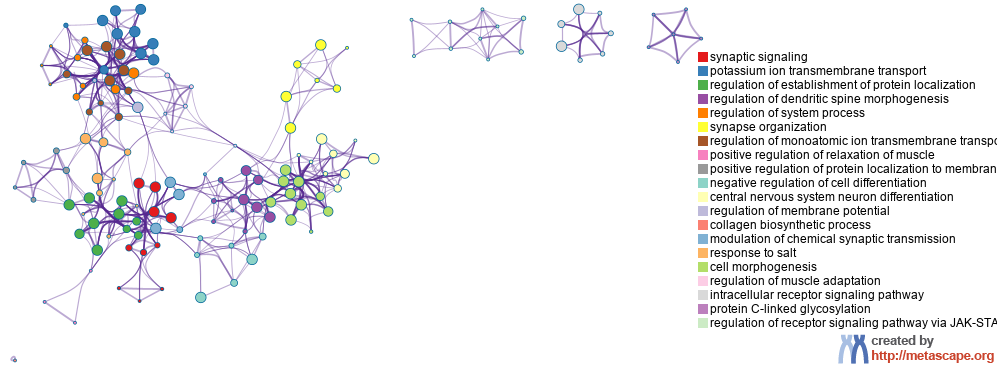 synaptic signaling
potassium ion transmembrane transport
regulation of establishment of protein localization
regulation of dendritic spine morphogenesis
regulation of system process
synapse organization
regulation of monoatomic ion transmembrane transpo
positive regulation of relaxation of muscle
positive regulation of protein localization to membran
negative regulation of cell differentiation
central nervous system neuron differentiation
regulation of membrane potential
collagen biosynthetic process
modulation of chemical synaptic transmission
response to salt
cell morphogenesis
regulation of muscle adaptation
intracellular receptor signaling pathway
protein C-linked glycosylation
regulation of receptor signaling pathway via JAK-STA
created by
http://metascape.org